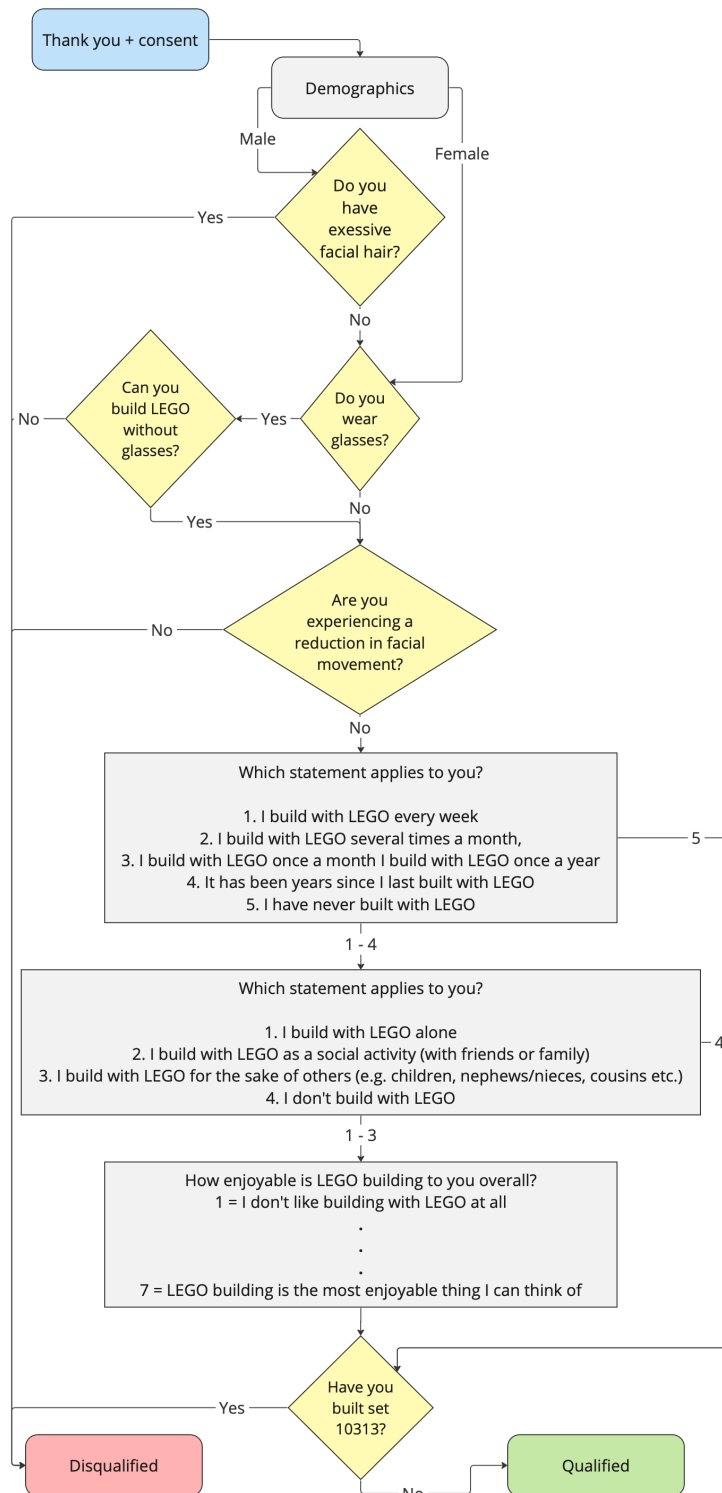 Thank you + consent
Demographics
Male
Female
Do you
have
exessive
facial hair?
Yes
No
Can you
build LEGO
without
glasses?
No
Yes
Do you
wear
glasses?
No
Yes
Are you
experiencing a
reduction in facial
movement?
No
No
Which statement applies to you?
1. I build with LEGO every week
2. I build with LEGO several times a month,
3. I build with LEGO once a month I build with LEGO once a year
4. It has been years since I last built with LEGO
5. I have never built with LEGO
5
1 - 4
Which statement applies to you?
1. I build with LEGO alone
2. I build with LEGO as a social activity (with friends or family)
3. I build with LEGO for the sake of others (e.g. children, nephews/nieces, cousins etc.)
4. I don't build with LEGO
4
1 - 3
How enjoyable is LEGO building to you overall?
1 = I don't like building with LEGO at all
.
.
.
7 = LEGO building is the most enjoyable thing I can think of
Have you
built set
10313?
Yes
Disqualified
Qualified
No